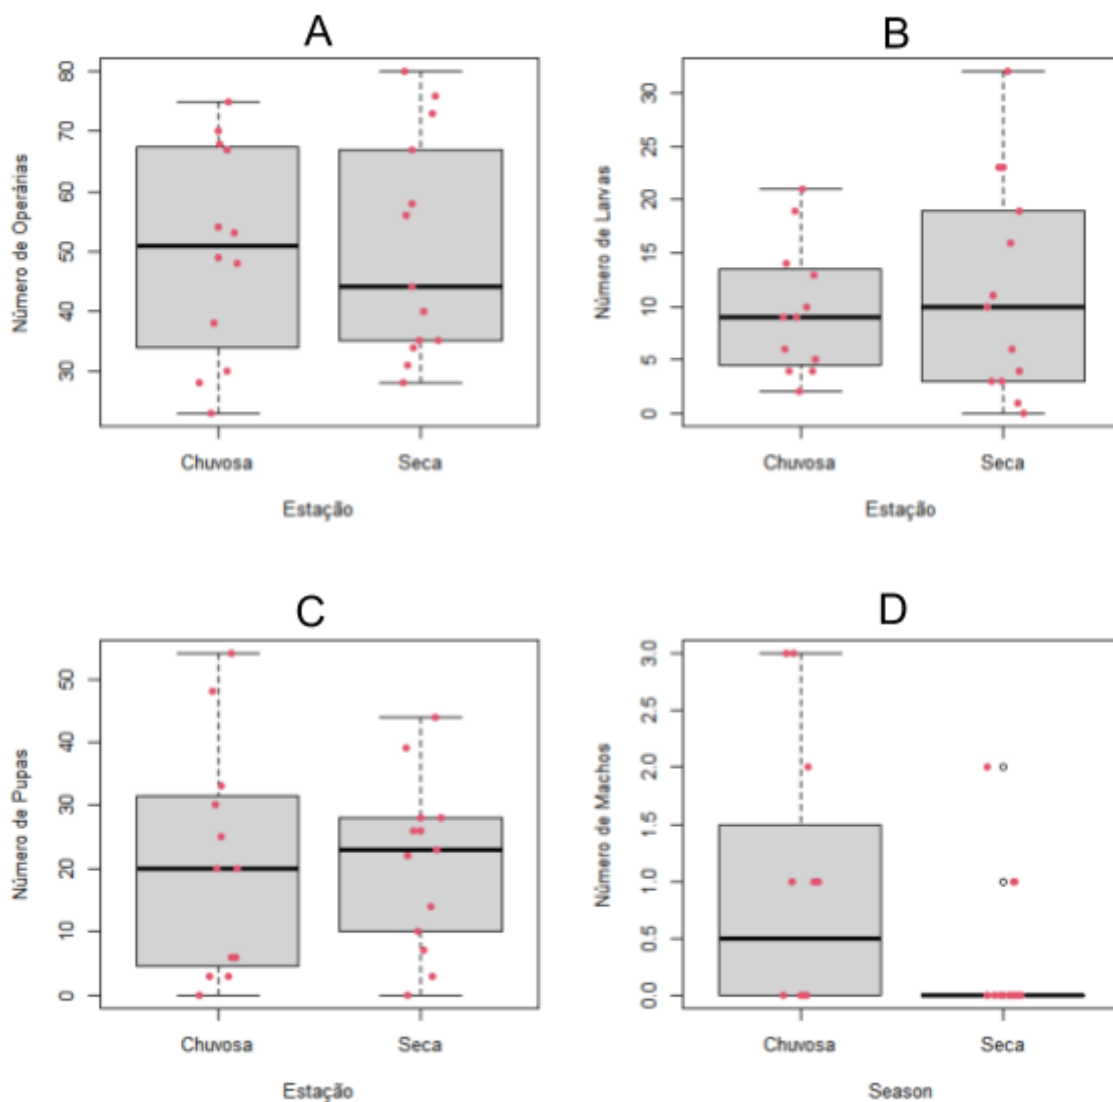 A
Número de Operárias
80
70
60
50
40
30
Chuvosa Seca
Estação
B
Número de Larvas
30
25
20
15
10
5
0
Chuvosa Seca
Estação
C
Número de Pupas
50
40
30
20
10
0
Chuvosa Seca
Estação
D
Número de Machos
3.0
2.5
2.0
1.5
1.0
0.5
0.0
Chuvosa Seca
Season